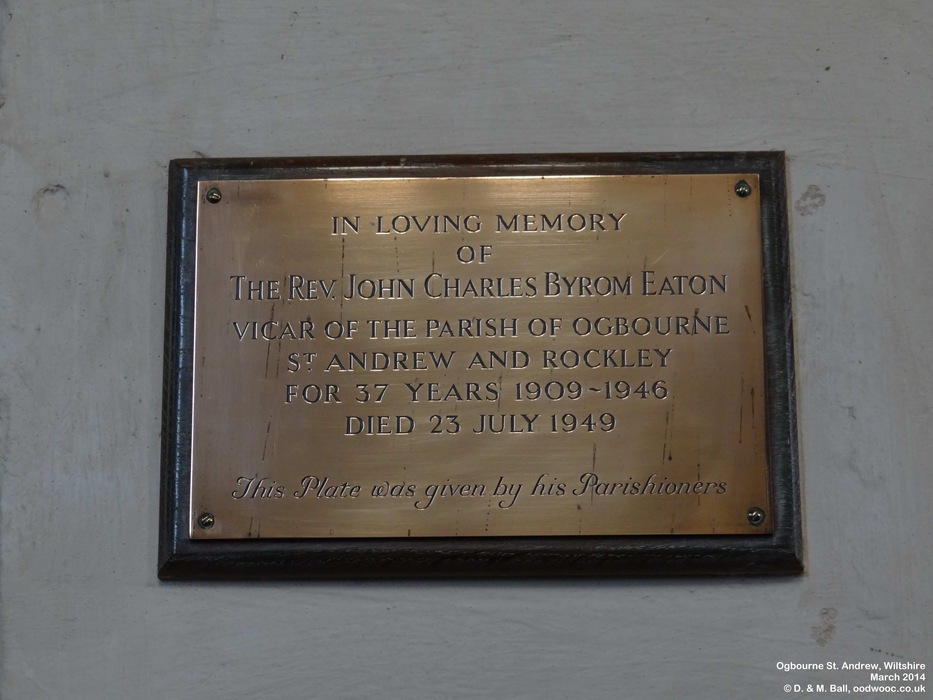 IN LOVING MEMORY
OF
THE REV. JOHN CHARLES BYROM EATON
VICAR OF THE PARISH OF OGBOURNE
ST ANDREW AND ROCKLEY
FOR 37 YEARS 1909~1946
DIED 23 JULY 1949
This Plate was given by his Parishioners
Ogbourne St. Andrew, Wiltshire
March 2014
© D. & M. Ball, oodwooc.co.uk